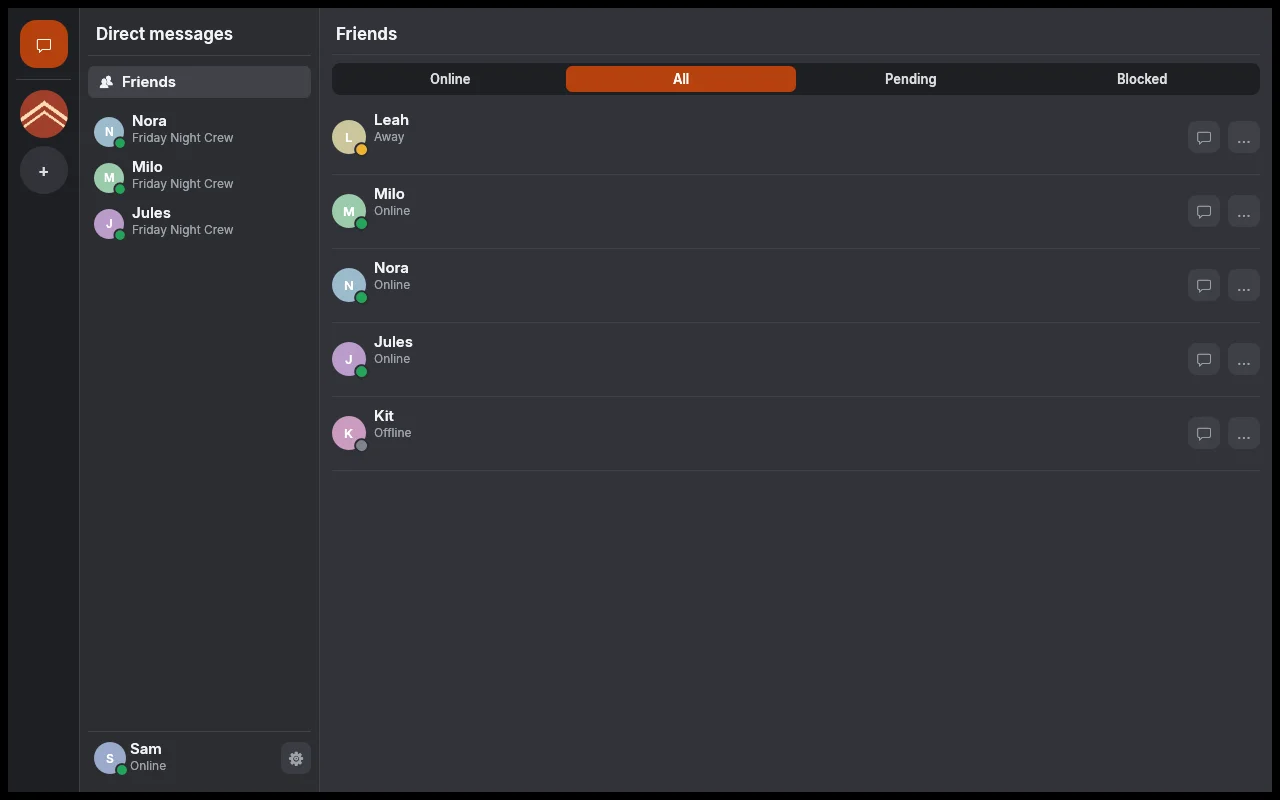 Direct messages
Friends
N
Nora
Friday Night Crew
M
Milo
Friday Night Crew
J
Jules
Friday Night Crew
+
S
Sam
Online
Friends
Online
All
Pending
Blocked
L
Leah
Away
...
M
Milo
Online
...
N
Nora
Online
...
J
Jules
Online
...
K
Kit
Offline
...